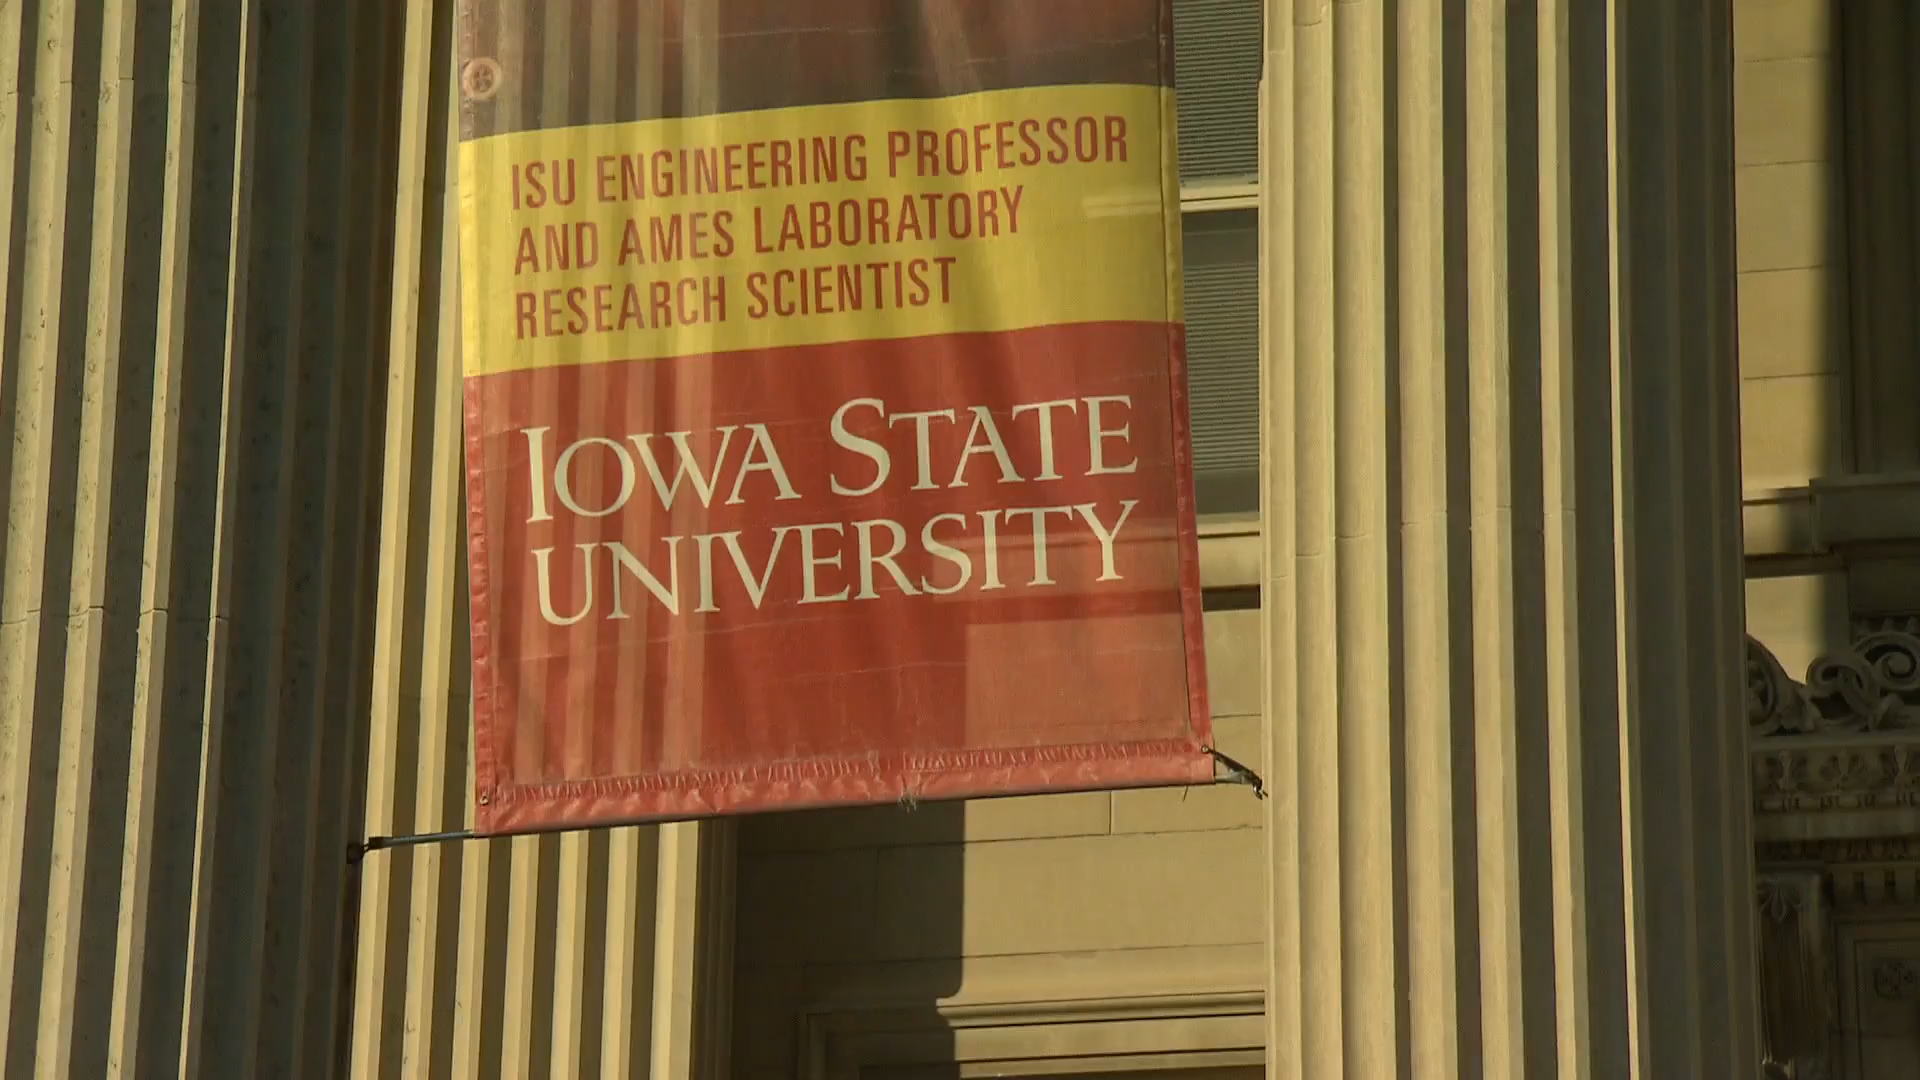 ISU ENGINEERING PROFESSOR
AND AMES LABORATORY
RESEARCH SCIENTIST
IOWA STATE
UNIVERSITY